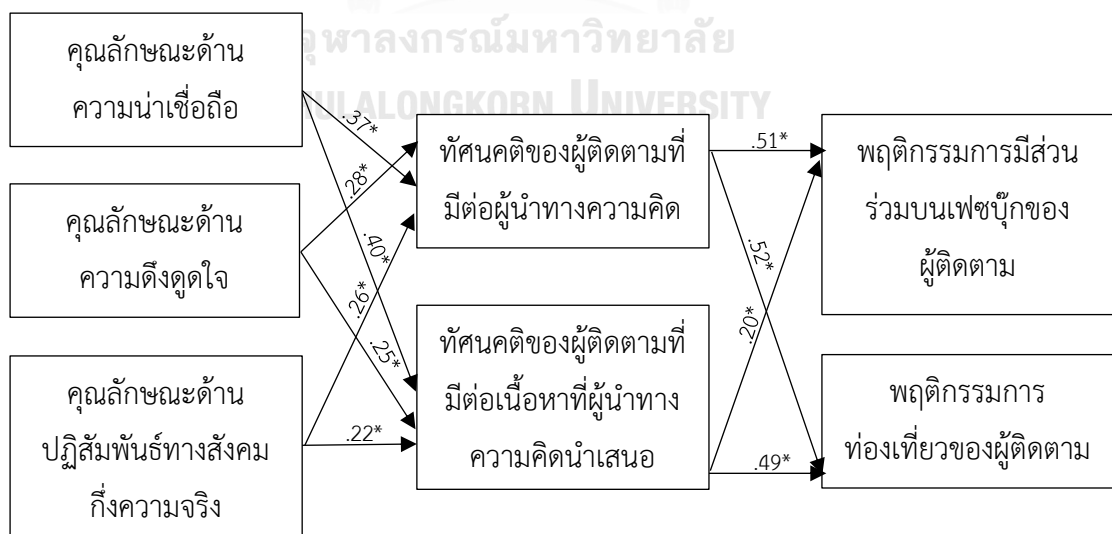 จุฬาลงกรณ์มหาวิทยาลัย
CHULALONGKORN UNIVERSITY
คุณลักษณะด้าน
ความน่าเชื่อถือ
คุณลักษณะด้าน
ความดึงดูดใจ
คุณลักษณะด้าน
ปฏิสัมพันธ์ทางสังคม
กึ่งความจริง
.37*
.28*
.40*
.26*
.25*
.22*
ทัศนคติของผู้ติดตามที่
มีต่อผู้นำทางความคิด
ทัศนคติของผู้ติดตามที่
มีต่อเนื้อหาที่ผู้นำทาง
ความคิดนำเสนอ
.51*
.52*
.20*
.49*
พฤติกรรมการมีส่วน
ร่วมบนเฟซบุ๊กของ
ผู้ติดตาม
พฤติกรรมการ
ท่องเที่ยวของผู้ติดตาม